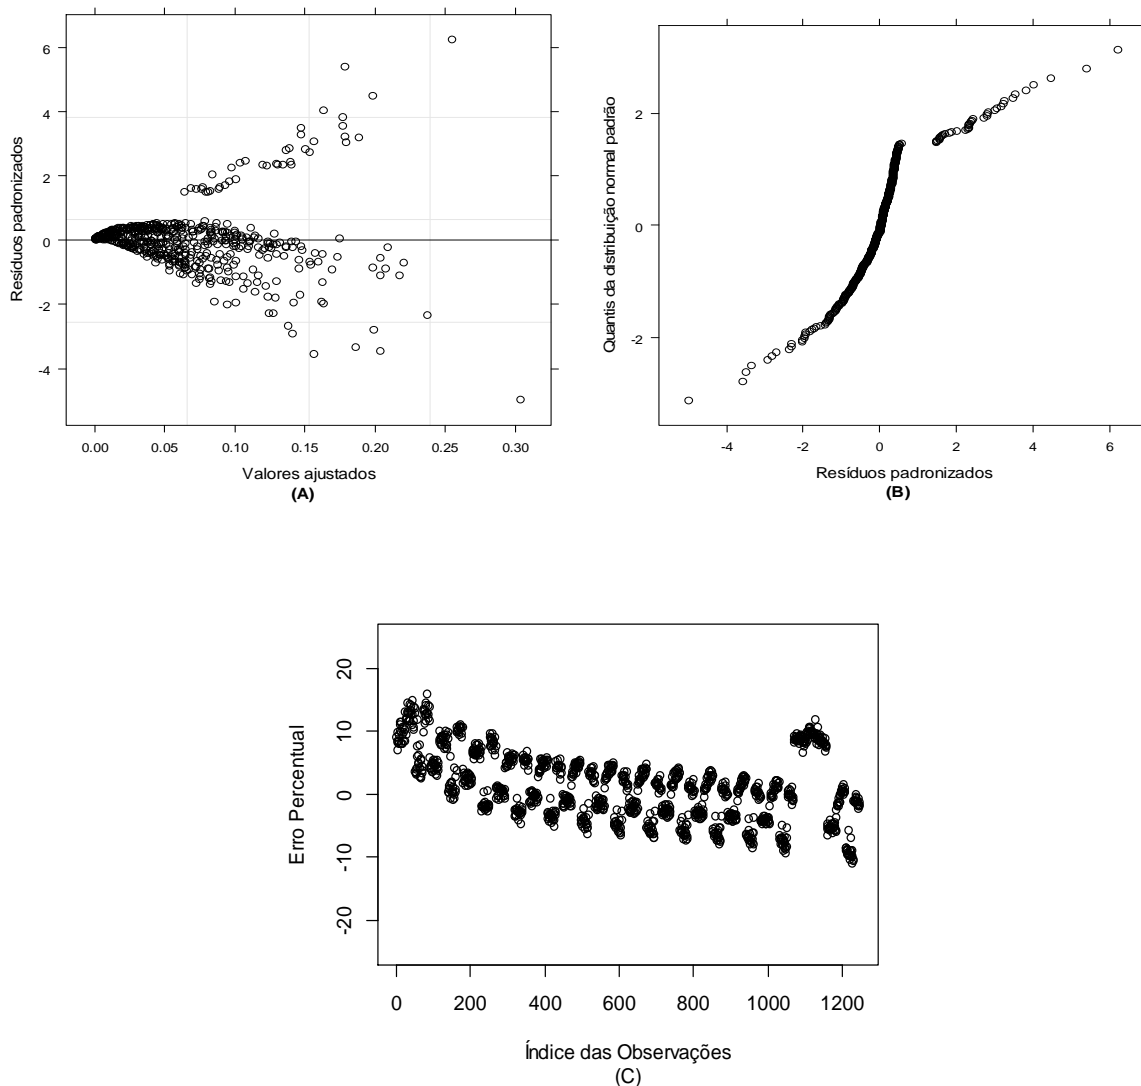 6
4
2
0
-2
-4
Resíduos padronizados
0.00 0.05 0.10 0.15 0.20 0.25 0.30
Valores ajustados
(A)
2
0
-2
Quantis da distribuição normal padrão
-4 -2 0 2 4 6
Resíduos padronizados
(B)
20
10
0
-10
-20
Erro Percentual
0 200 400 600 800 1000 1200
Índice das Observações
(C)